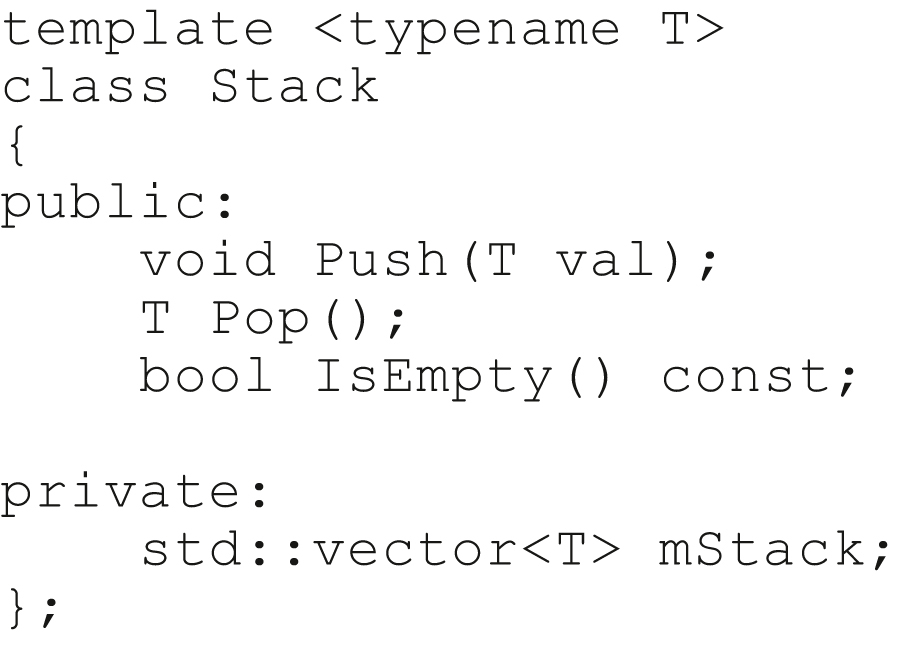 template <typename T>
class Stack
{
public:
    void Push(T val);
    T Pop();
    bool IsEmpty() const;

private:
    std::vector<T> mStack;
};